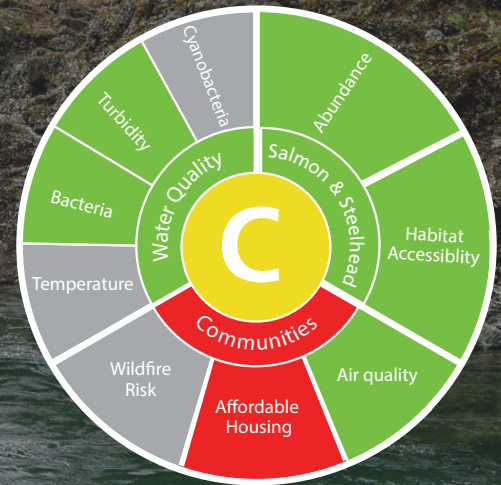 Cyanobacteria
Abundance
Turbidity
Water Quality
Salmon & Steelhead
Bacteria
C
Habitat
Accessiblity
Temperature
Communities
Wildfire
Risk
Affordable
Housing
Air quality